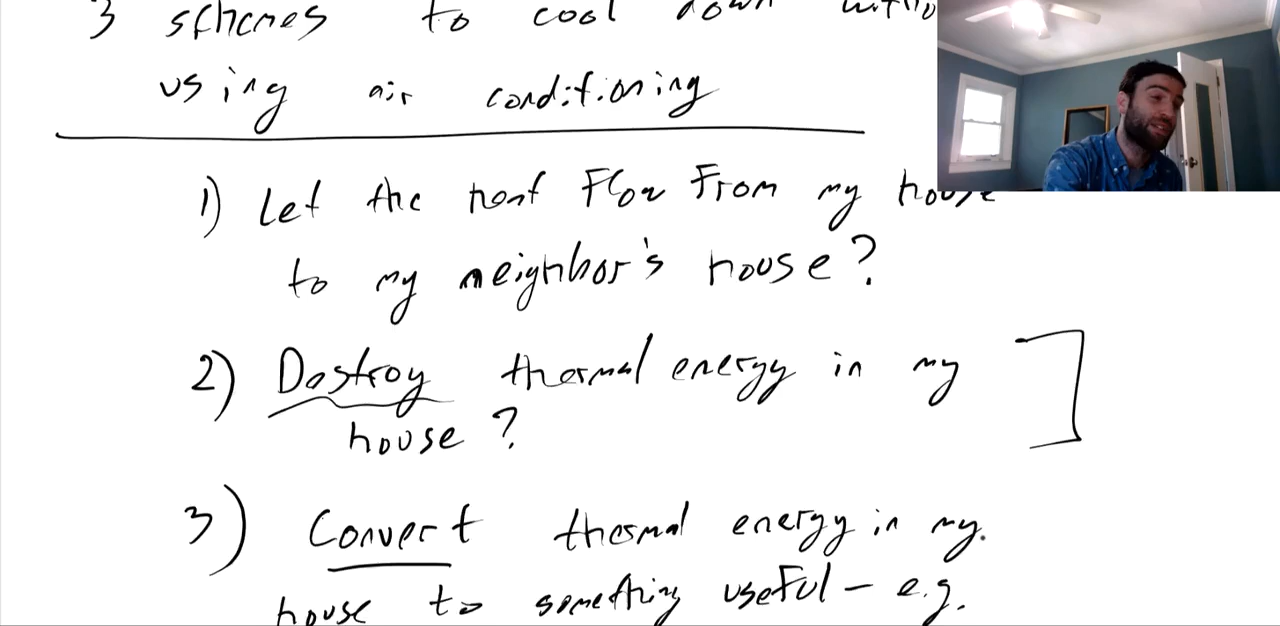 3 schemes to cool down
using air conditioning
1) Let the heat Flow From my house
to my neighbor's house?
2) Destroy thermal energy in my
house?
3) Convert thermal energy in my
house to something useful – e.g.